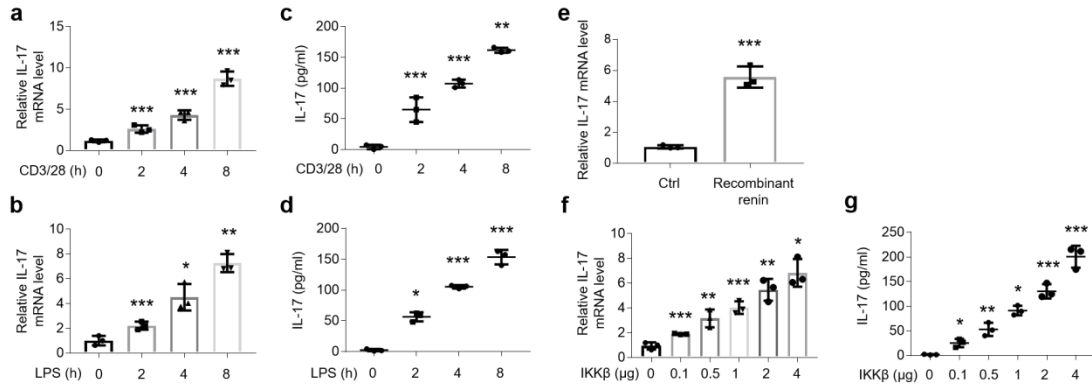 a
Relative IL-17
mRNA level
15
10
5
0
***
***
***
CD3/28 (h) 0 2 4 8
c
IL-17 (pg/ml)
200
150
100
50
0
***
***
**
CD3/28 (h) 0 2 4 8
e
Relative IL-17 mRNA level
8
6
4
2
0
***
Ctrl Recombinant
renin
b
Relative IL-17
mRNA level
10
8
6
4
2
0
***
*
**
LPS (h) 0 2 4 8
d
IL-17 (pg/ml)
200
150
100
50
0
*
***
***
LPS (h) 0 2 4 8
f
Relative IL-17
mRNA level
10
8
6
4
2
0
***
**
***
**
*
IKKβ (μg) 0 0.1 0.5 1 2 4
g
IL-17 (pg/ml)
250
200
150
100
50
0
*
**
*
***
***
IKKβ (μg) 0 0.1 0.5 1 2 4